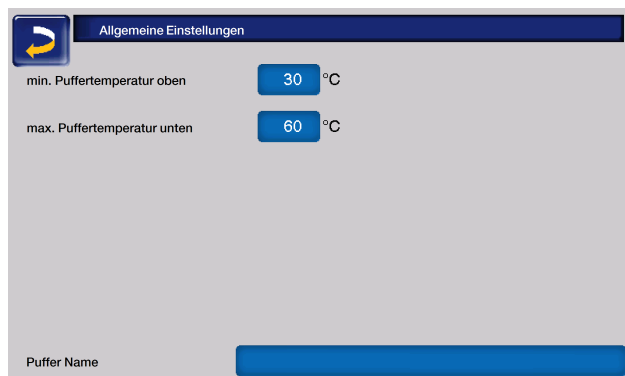 Allgemeine Einstellungen
min. Puffertemperatur oben 30 °C
max. Puffertemperatur unten 60 °C
Puffer Name